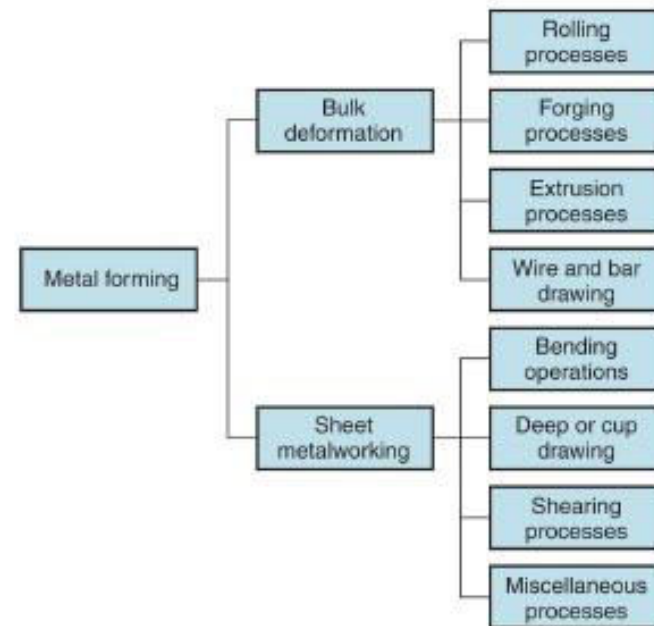 Rolling
processes
Bulk
deformation
Forging
processes
Extrusion
processes
Metal forming
Wire and bar
drawing
Bending
operations
Sheet
metalworking
Deep or cup
drawing
Shearing
processes
Miscellaneous
processes